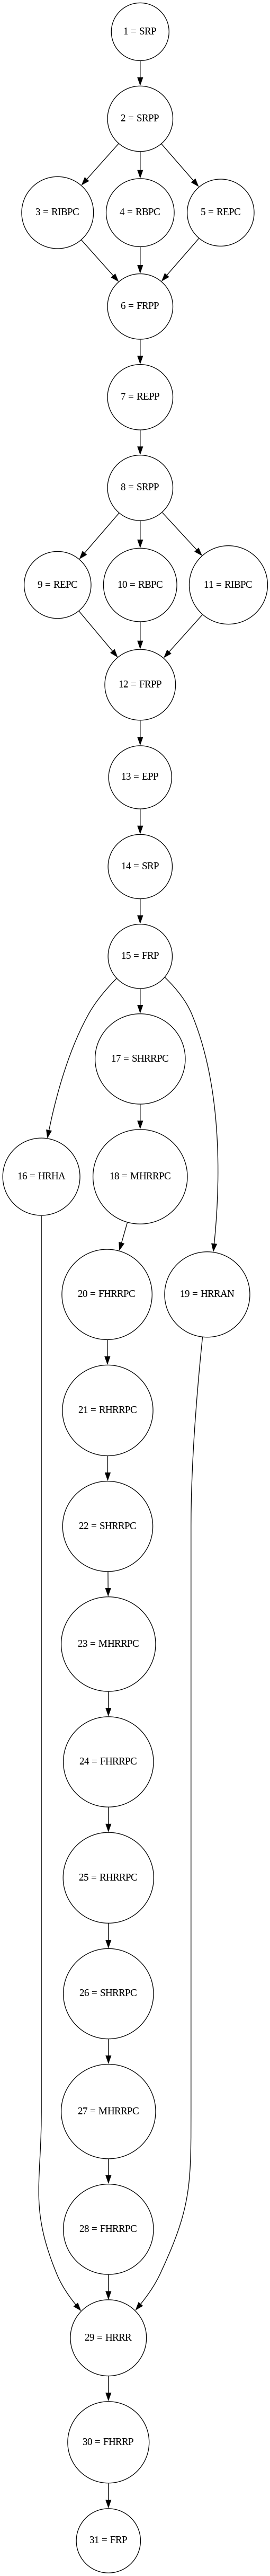 1 = SRP
2 = SRPP
3 = RIBPC
4 = RBPC
5 = REPC
6 = FRPP
7 = REPP
8 = SRPP
9 = REPC
10 = RBPC
11 = RIBPC
12 = FRPP
13 = EPP
14 = SRP
15 = FRP
17 = SHRRPC
16 = HRHA
18 = MHRRPC
20 = FHRRPC
19 = HRRAN
21 = RHRRPC
22 = SHRRPC
23 = MHRRPC
24 = FHRRPC
25 = RHRRPC
26 = SHRRPC
27 = MHRRPC
28 = FHRRPC
29 = HRRR
30 = FHRRP
31 = FRP